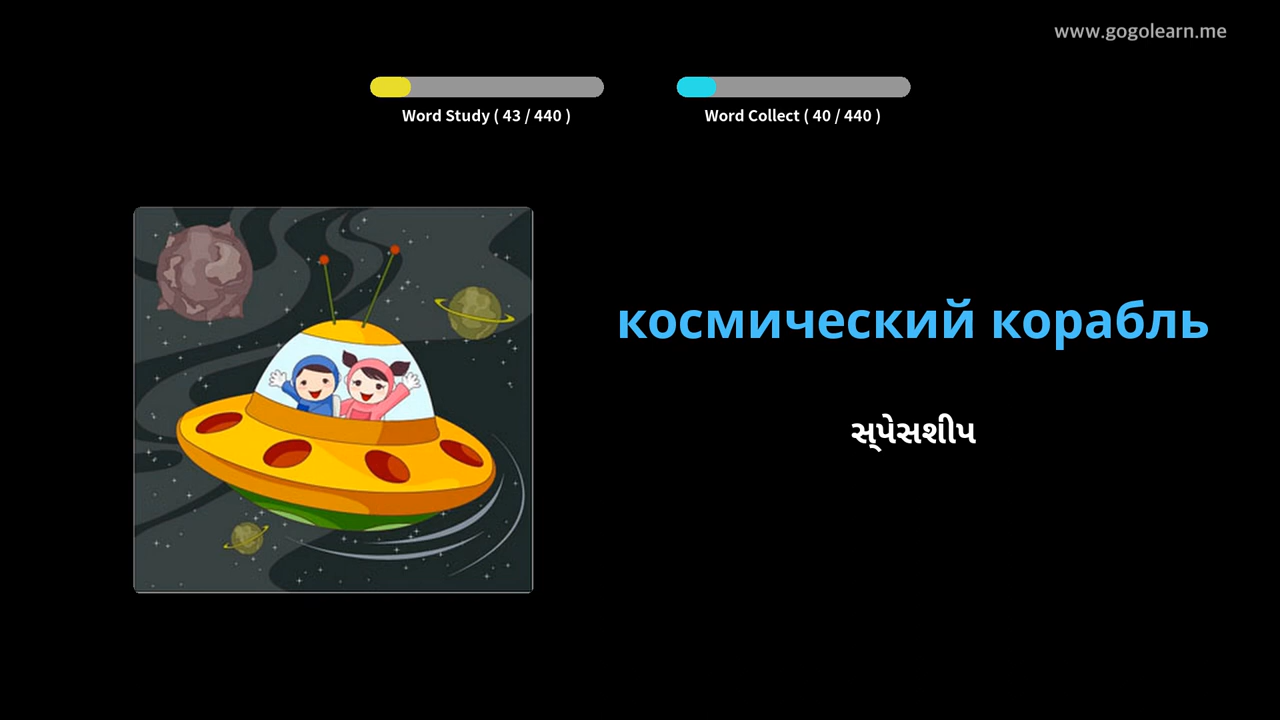 www.gogolearn.me
Word Study ( 43 / 440 )
Word Collect ( 40 / 440 )
космический корабль
સ્પેસશીપ